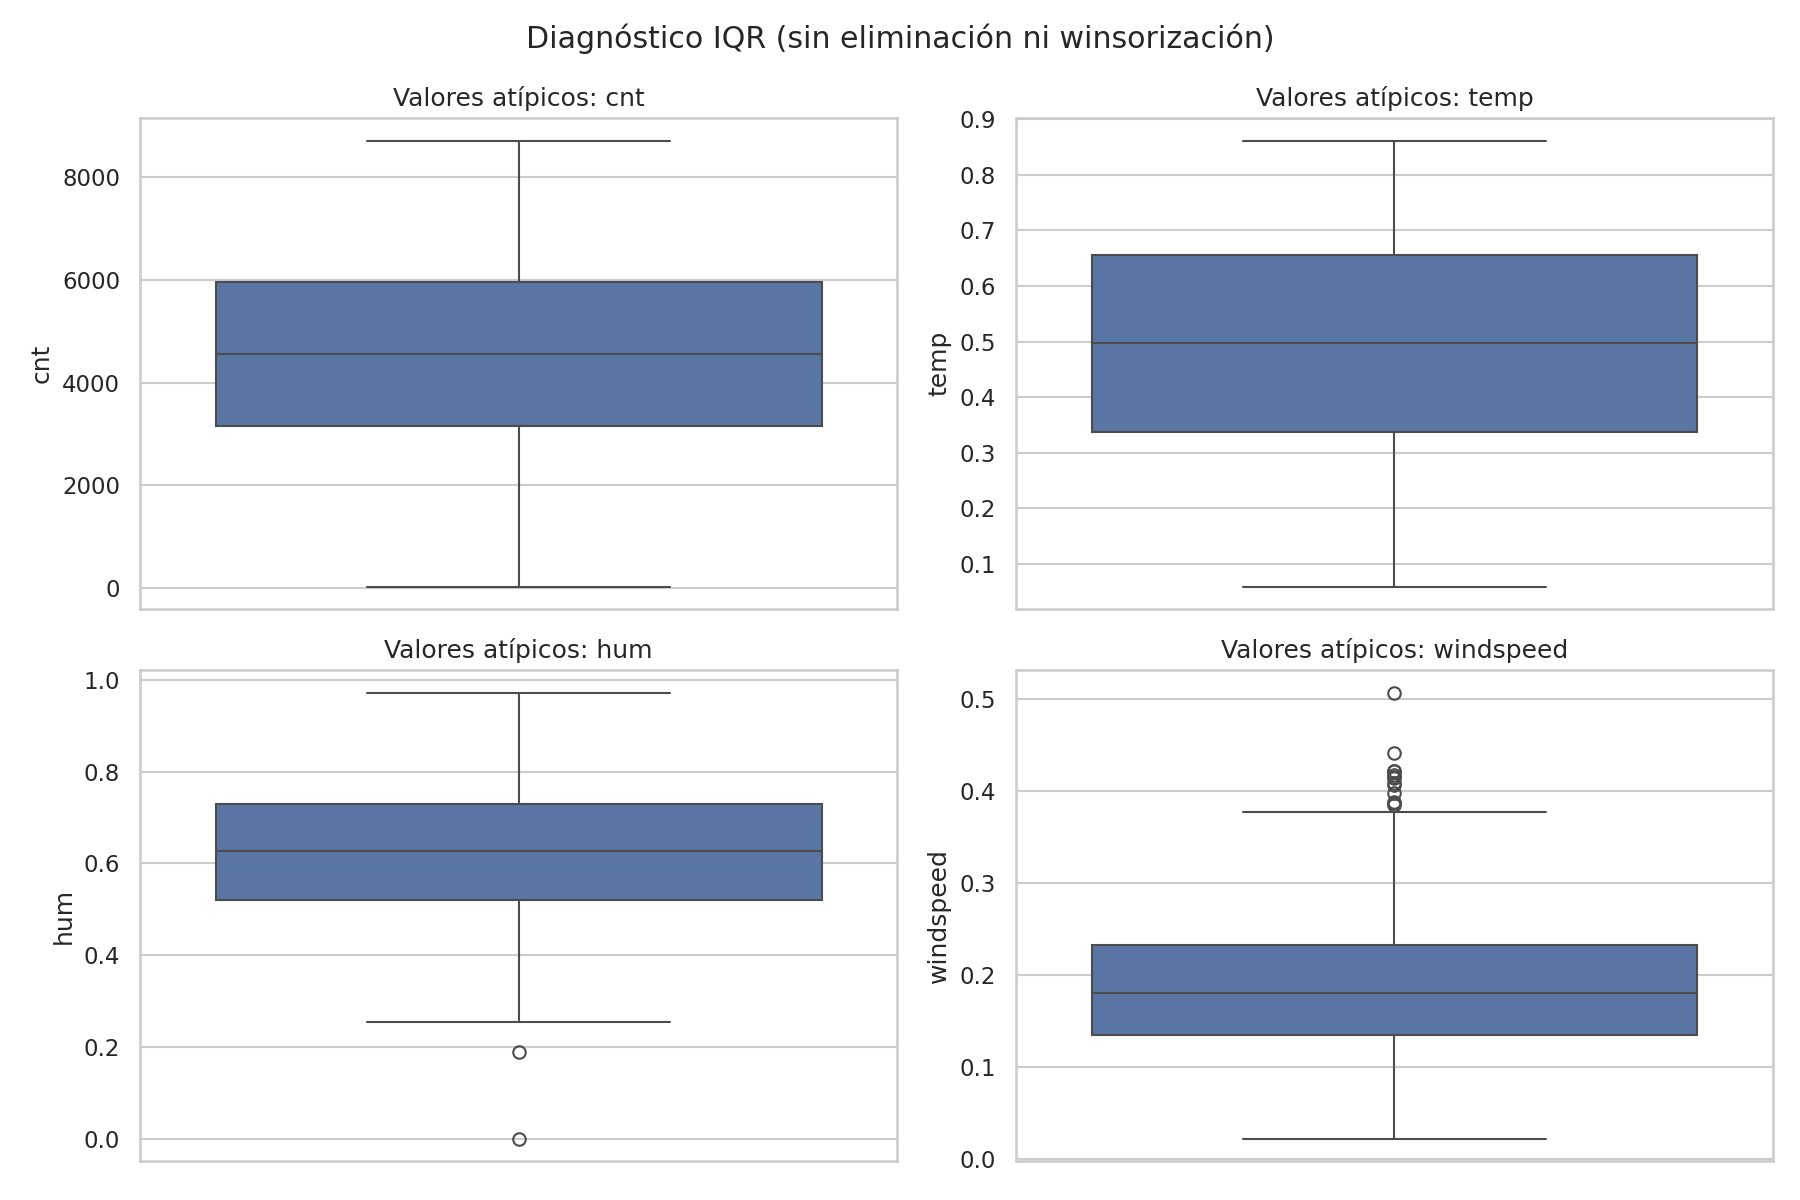 Diagnóstico IQR (sin eliminación ni winsorización)
Valores atípicos: cnt
8000
6000
4000
2000
0
cnt
Valores atípicos: temp
0.9
0.8
0.7
0.6
0.5
0.4
0.3
0.2
0.1
temp
Valores atípicos: hum
1.0
0.8
0.6
0.4
0.2
0.0
hum
Valores atípicos: windspeed
0.5
0.4
0.3
0.2
0.1
0.0
windspeed